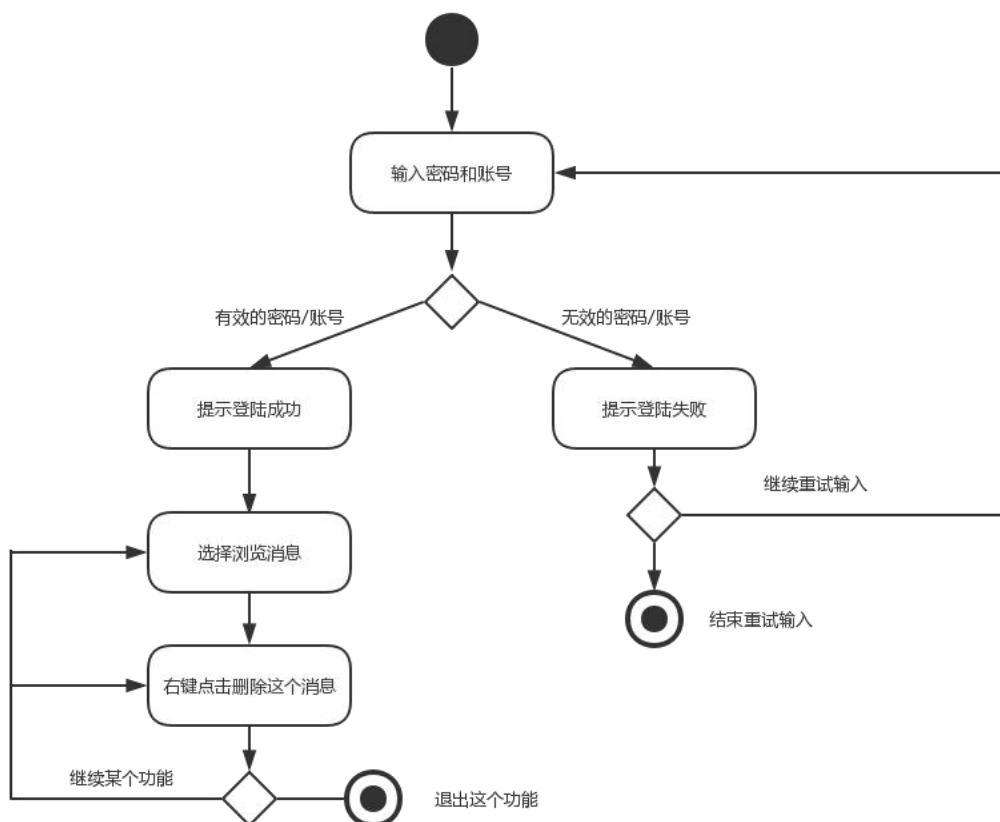 输入密码和账号
有效的密码/账号
无效的密码/账号
提示登陆成功
提示登陆失败
继续重试输入
选择浏览消息
结束重试输入
右键点击删除这个消息
继续某个功能
退出这个功能